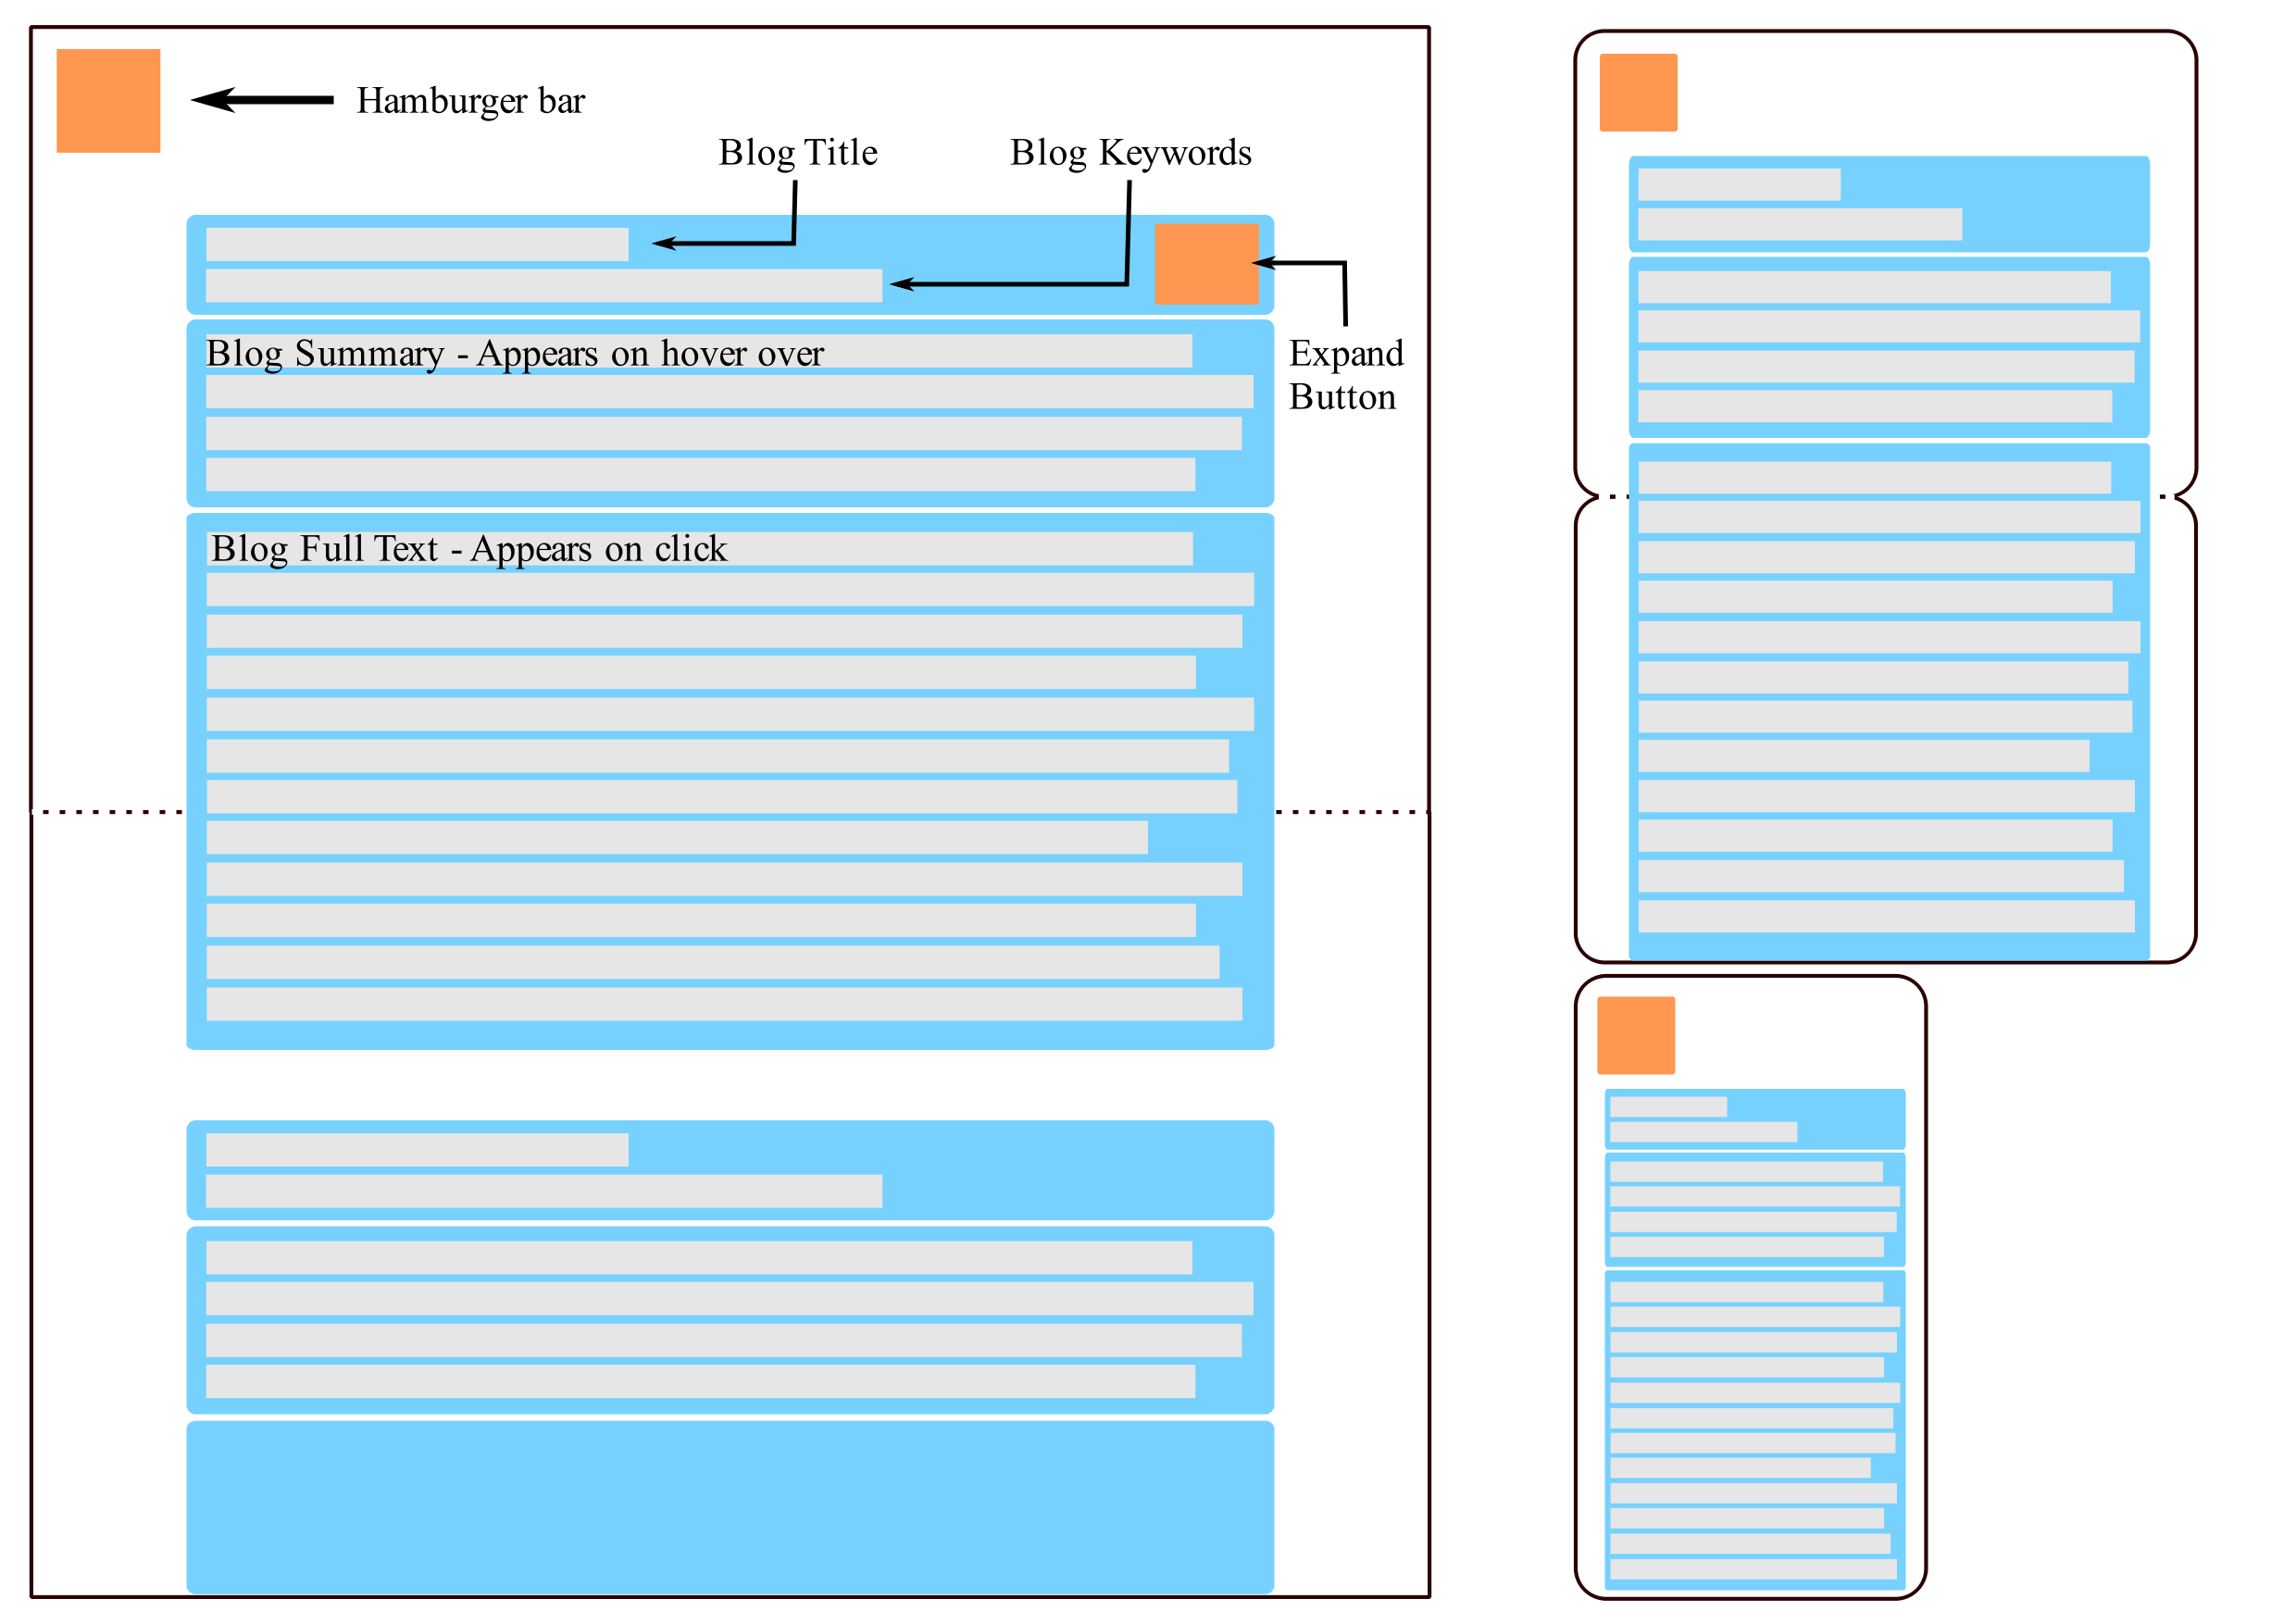 Hamburger bar
Blog Title
Blog Keywords
Blog Summary - Appears on hover over
Expand
Button
Blog Full Text - Appears on click